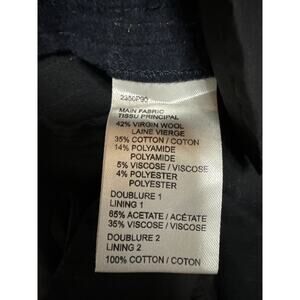 2250P90
MAIN FABRIC
TISSU PRINCIPAL
42% VIRGIN WOOL
LAINE VIERGE
35% COTTON / COTON
14% POLYAMIDE
POLYAMIDE
5% VISCOSE / VISCOSE
4% POLYESTER
POLYESTER
DOUBLURE 1
LINING 1
65% ACETATE / ACÉTATE
35% VISCOSE / VISCOSE
DOUBLURE 2
LINING 2
100% COTTON / COTON